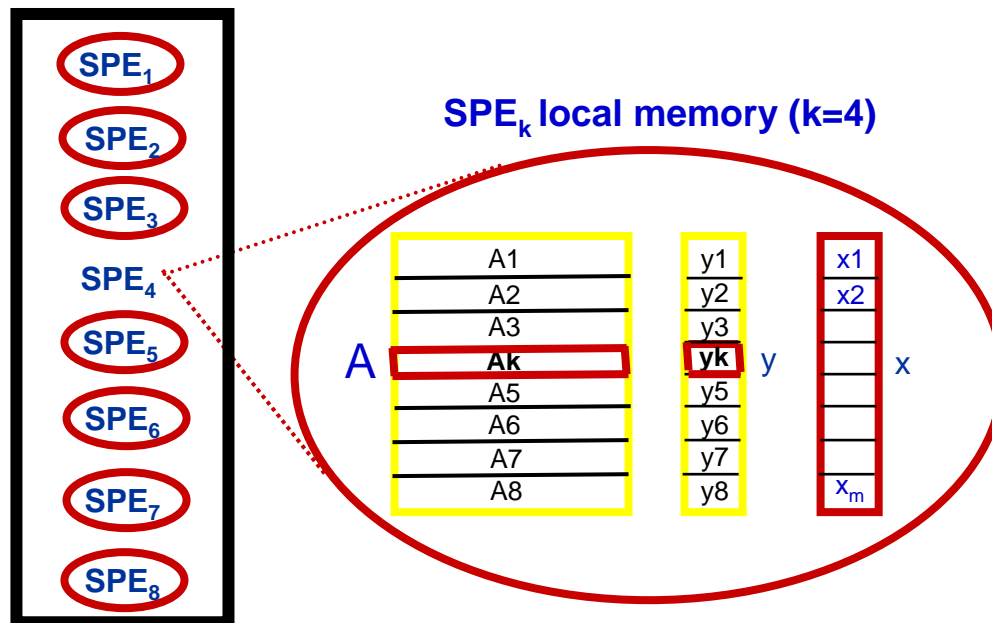 SPE₁
SPE₂
SPE₃
SPE₄
SPE₅
SPE₆
SPE₇
SPE₈
SPEₖ local memory (k=4)
A
A1
A2
A3
Ak
A5
A6
A7
A8
y1
y2
y3
yk
y5
y6
y7
y8
y
x1
x2
xₘ
x